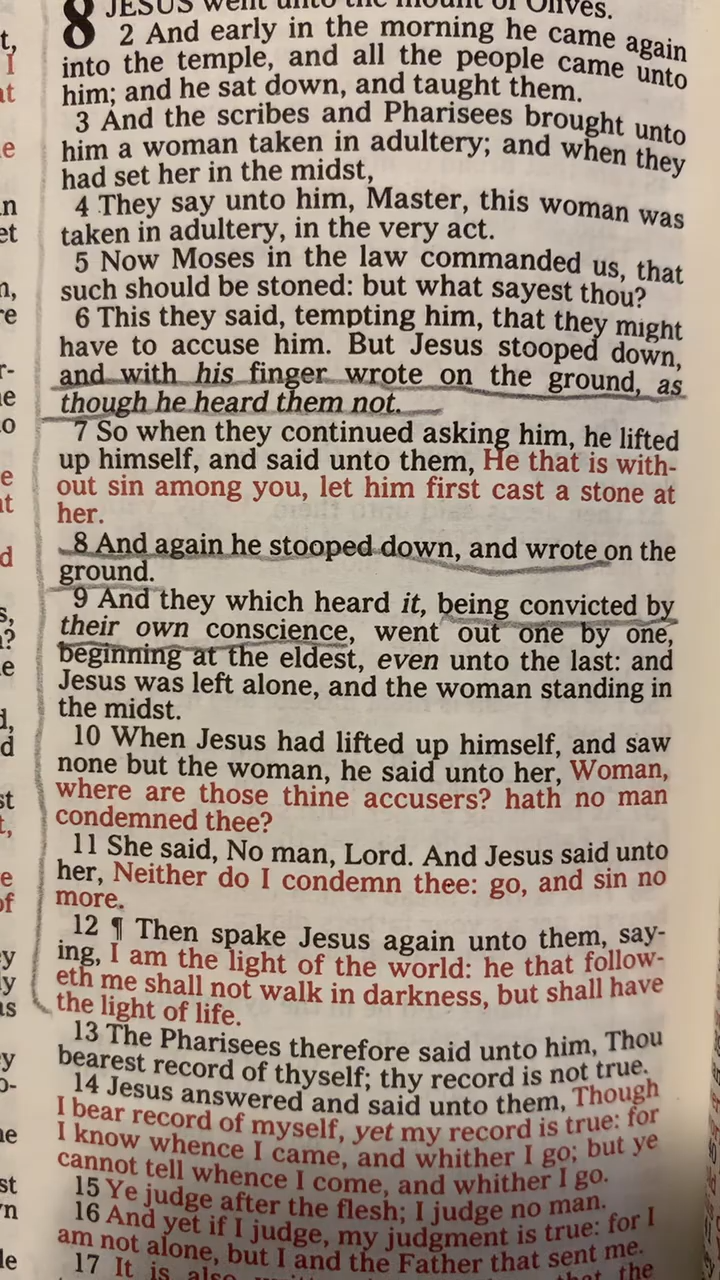 8 JESUS went unto the mount of Olives.
2 And early in the morning he came again
into the temple, and all the people came unto
him; and he sat down, and taught them.
3 And the scribes and Pharisees brought unto
him a woman taken in adultery; and when they
had set her in the midst,
4 They say unto him, Master, this woman was
taken in adultery, in the very act.
5 Now Moses in the law commanded us, that
such should be stoned: but what sayest thou?
6 This they said, tempting him, that they might
have to accuse him. But Jesus stooped down,
and with his finger wrote on the ground, as
though he heard them not.
7 So when they continued asking him, he lifted
up himself, and said unto them, He that is with-
out sin among you, let him first cast a stone at
her.
8 And again he stooped down, and wrote on the
ground.
9 And they which heard it, being convicted by
their own conscience, went out one by one,
beginning at the eldest, even unto the last: and
Jesus was left alone, and the woman standing in
the midst.
10 When Jesus had lifted up himself, and saw
none but the woman, he said unto her, Woman,
where are those thine accusers? hath no man
condemned thee?
11 She said, No man, Lord. And Jesus said unto
her, Neither do I condemn thee: go, and sin no
more.
12 ¶ Then spake Jesus again unto them, say-
ing, I am the light of the world: he that follow-
eth me shall not walk in darkness, but shall have
the light of life.
13 The Pharisees therefore said unto him, Thou
bearest record of thyself; thy record is not true.
14 Jesus answered and said unto them, Though
I bear record of myself, yet my record is true: for
I know whence I came, and whither I go; but ye
cannot tell whence I come, and whither I go.
15 Ye judge after the flesh; I judge no man.
16 And yet if I judge, my judgment is true: for I
am not alone, but I and the Father that sent me.
17 It is also the